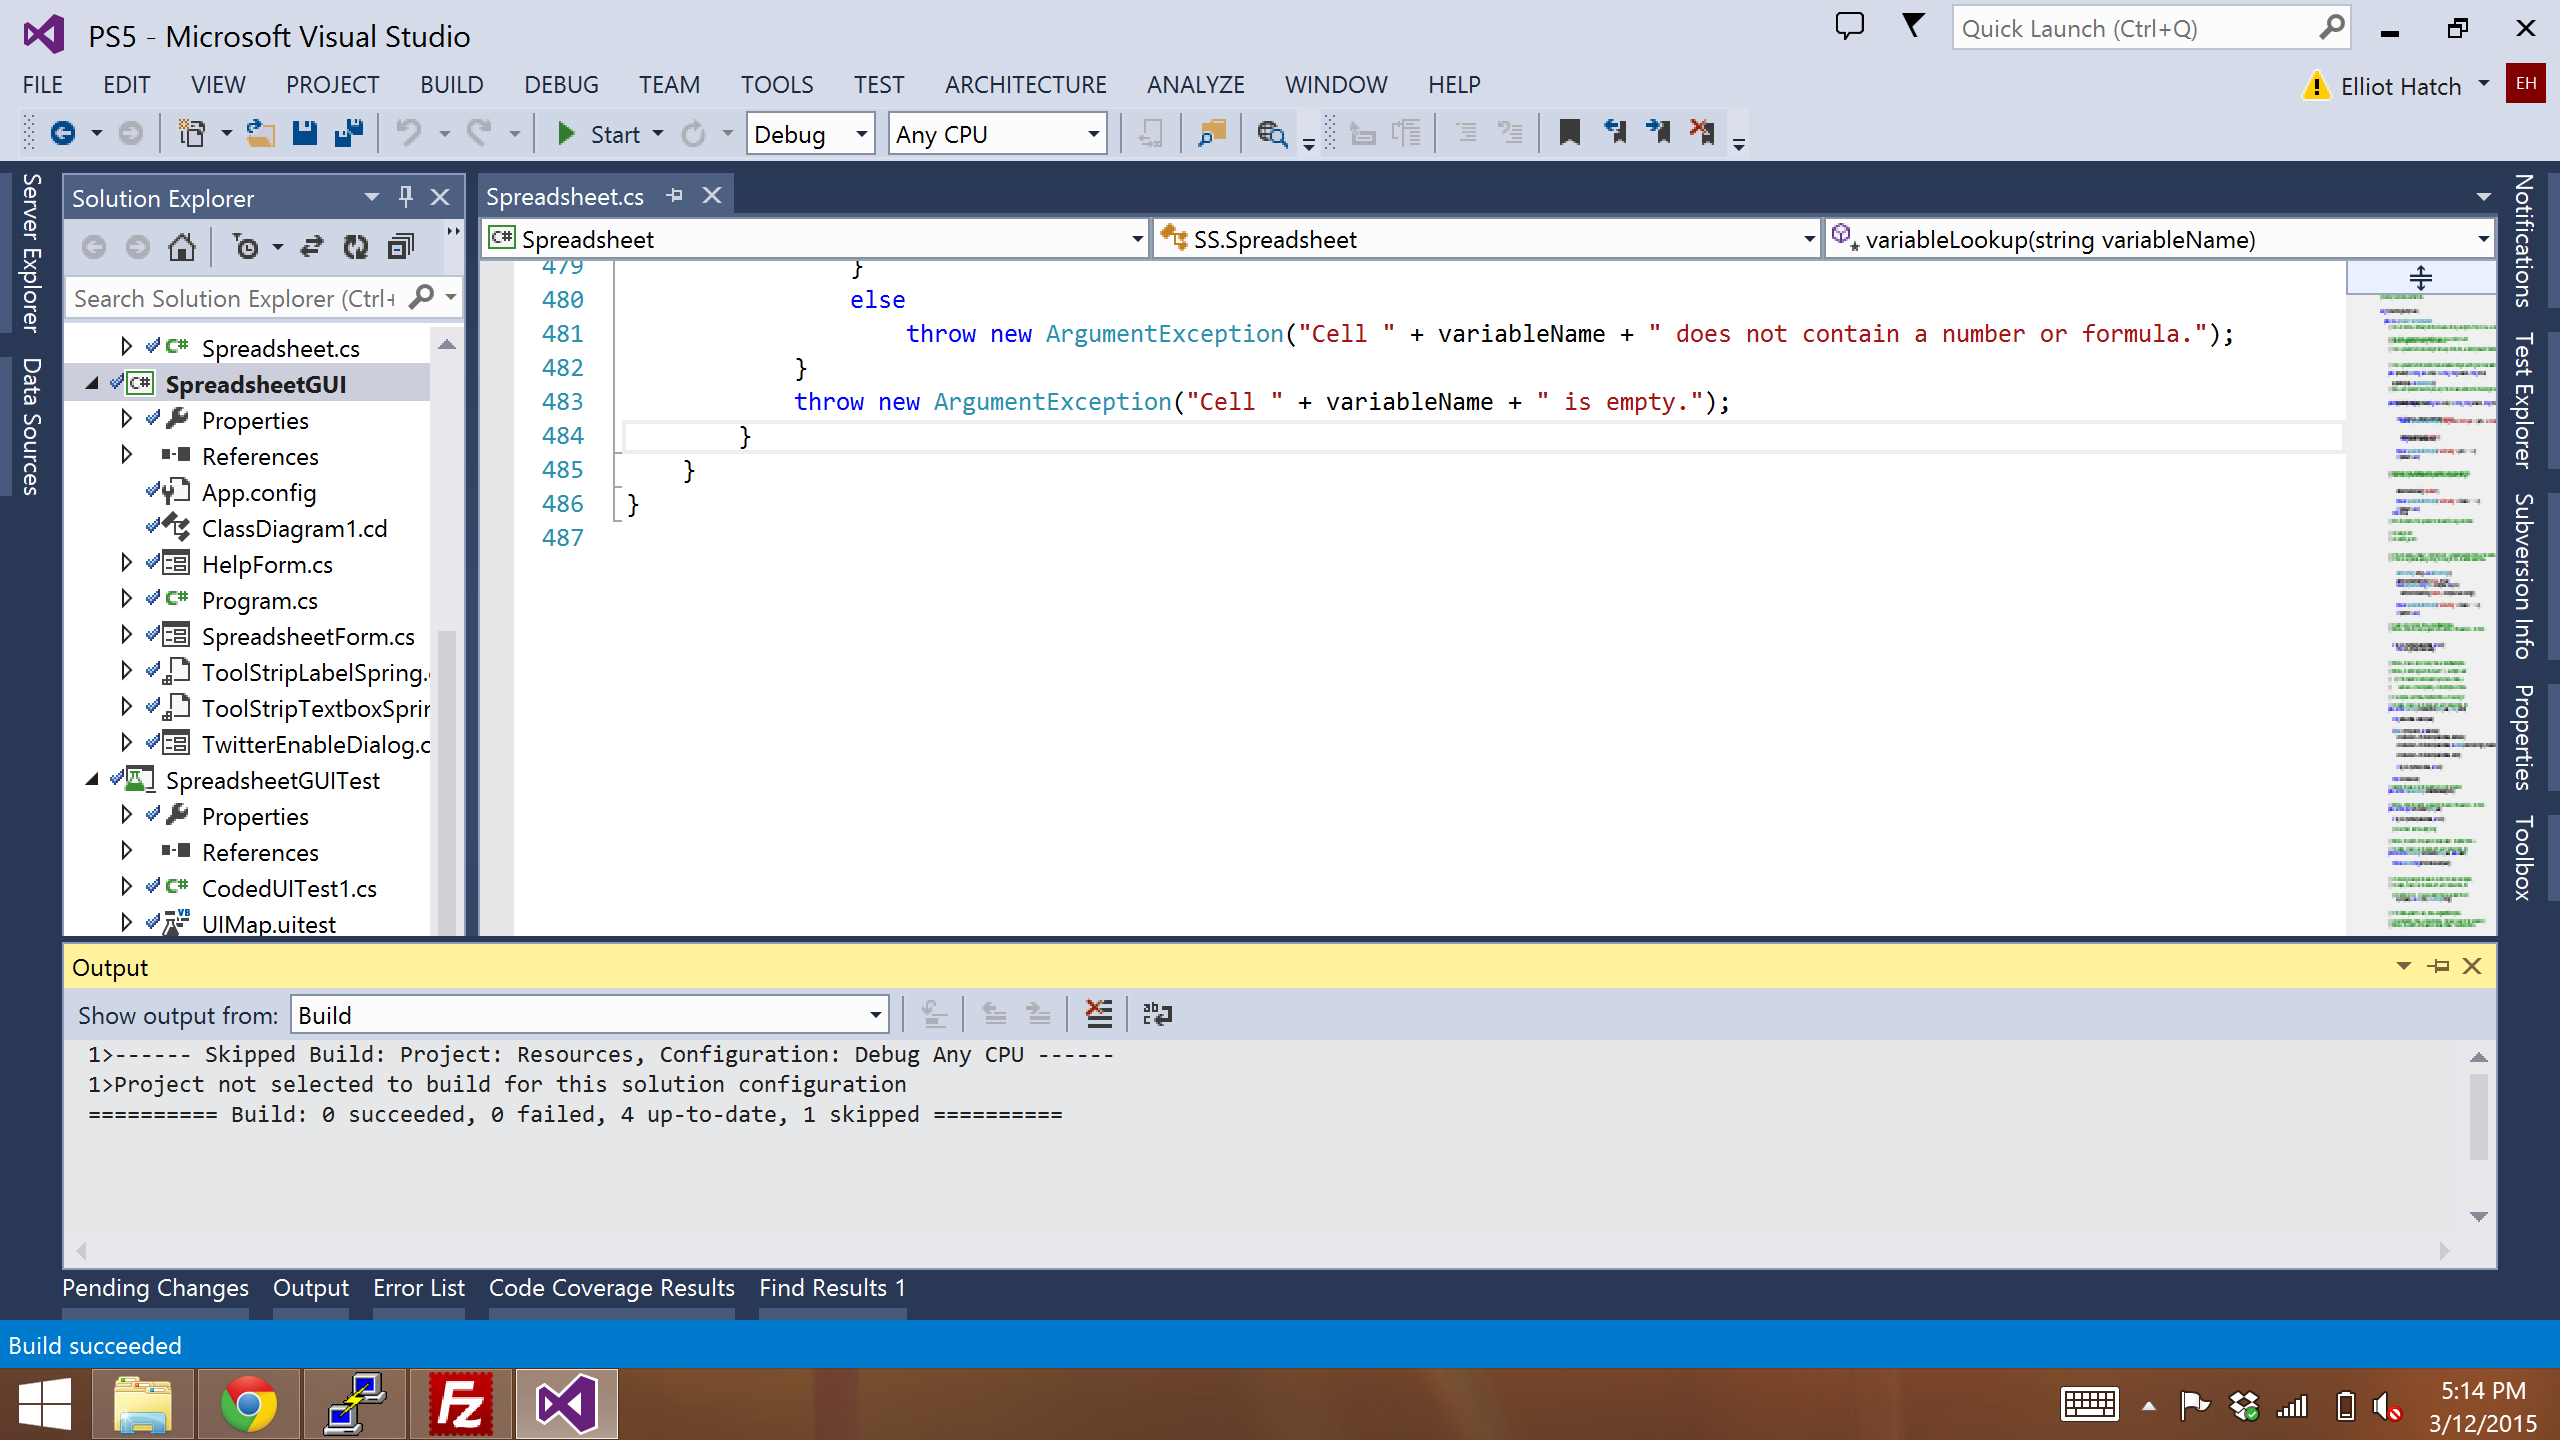 PS5 - Microsoft Visual Studio
Quick Launch (Ctrl+Q)
FILE EDIT VIEW PROJECT BUILD DEBUG TEAM TOOLS TEST ARCHITECTURE ANALYZE WINDOW HELP
Elliot Hatch EH
Start Debug Any CPU
Server Explorer
Data Sources
Solution Explorer
Search Solution Explorer (Ctrl+
Spreadsheet.cs
SpreadsheetGUI
Properties
References
App.config
ClassDiagram1.cd
HelpForm.cs
Program.cs
SpreadsheetForm.cs
ToolStripLabelSpring.
ToolStripTextboxSprin
TwitterEnableDialog.c
SpreadsheetGUITest
Properties
References
CodedUITest1.cs
UIMap.uitest
Spreadsheet.cs
C# Spreadsheet
SS.Spreadsheet
variableLookup(string variableName)
479 }
480 else
481 throw new ArgumentException("Cell " + variableName + " does not contain a number or formula.");
482 }
483 throw new ArgumentException("Cell " + variableName + " is empty.");
484 }
485 }
486 }
487
Notifications
Test Explorer
Subversion Info
Properties
Toolbox
Output
Show output from: Build
1>------ Skipped Build: Project: Resources, Configuration: Debug Any CPU ------
1>Project not selected to build for this solution configuration
========== Build: 0 succeeded, 0 failed, 4 up-to-date, 1 skipped ==========
Pending Changes Output Error List Code Coverage Results Find Results 1
Build succeeded
5:14 PM
3/12/2015